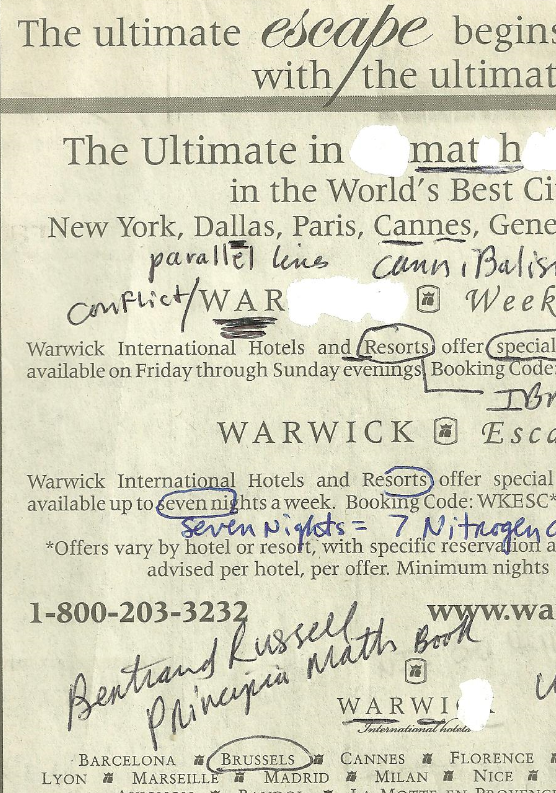 The ultimate escape begins
with the ultimat
The Ultimate in match
in the World's Best Ci
New York, Dallas, Paris, Cannes, Gene
parallel lines canniBalis
conflict/WAR Week
Warwick International Hotels and Resorts offer special
available on Friday through Sunday evenings. Booking Code:
IBr
WARWICK Esca
Warwick International Hotels and Resorts offer special
available up to seven nights a week. Booking Code: WKESC*
seven Nights = 7 Nitrogen
*Offers vary by hotel or resort, with specific reservation a
advised per hotel, per offer. Minimum nights
1-800-203-3232 www.wa
Bertrand Russell
Principia Math Book
WARWICK
International hotels
BARCELONA BRUSSELS CANNES FLORENCE
LYON MARSEILLE MADRID MILAN NICE